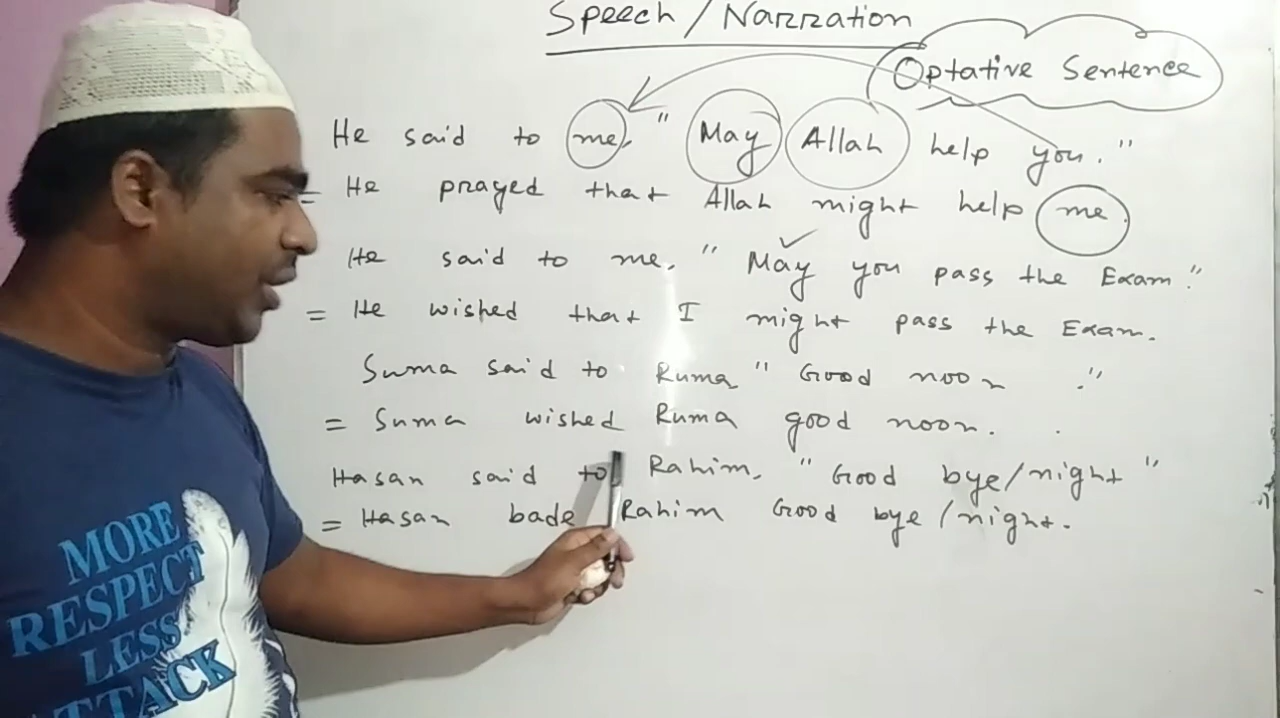 Speech / Narration
Optative Sentence
He said to me, "May Allah help you."
= He prayed that Allah might help me.
He said to me, "May you pass the Exam."
= He wished that I might pass the Exam.
Suma said to Ruma "Good noon ."
= Suma wished Ruma good noon. .
Hasan said to Rahim, "Good bye/night"
= Hasan bade Rahim Good bye/night.
MORE
RESPECT
LESS
ATTACK